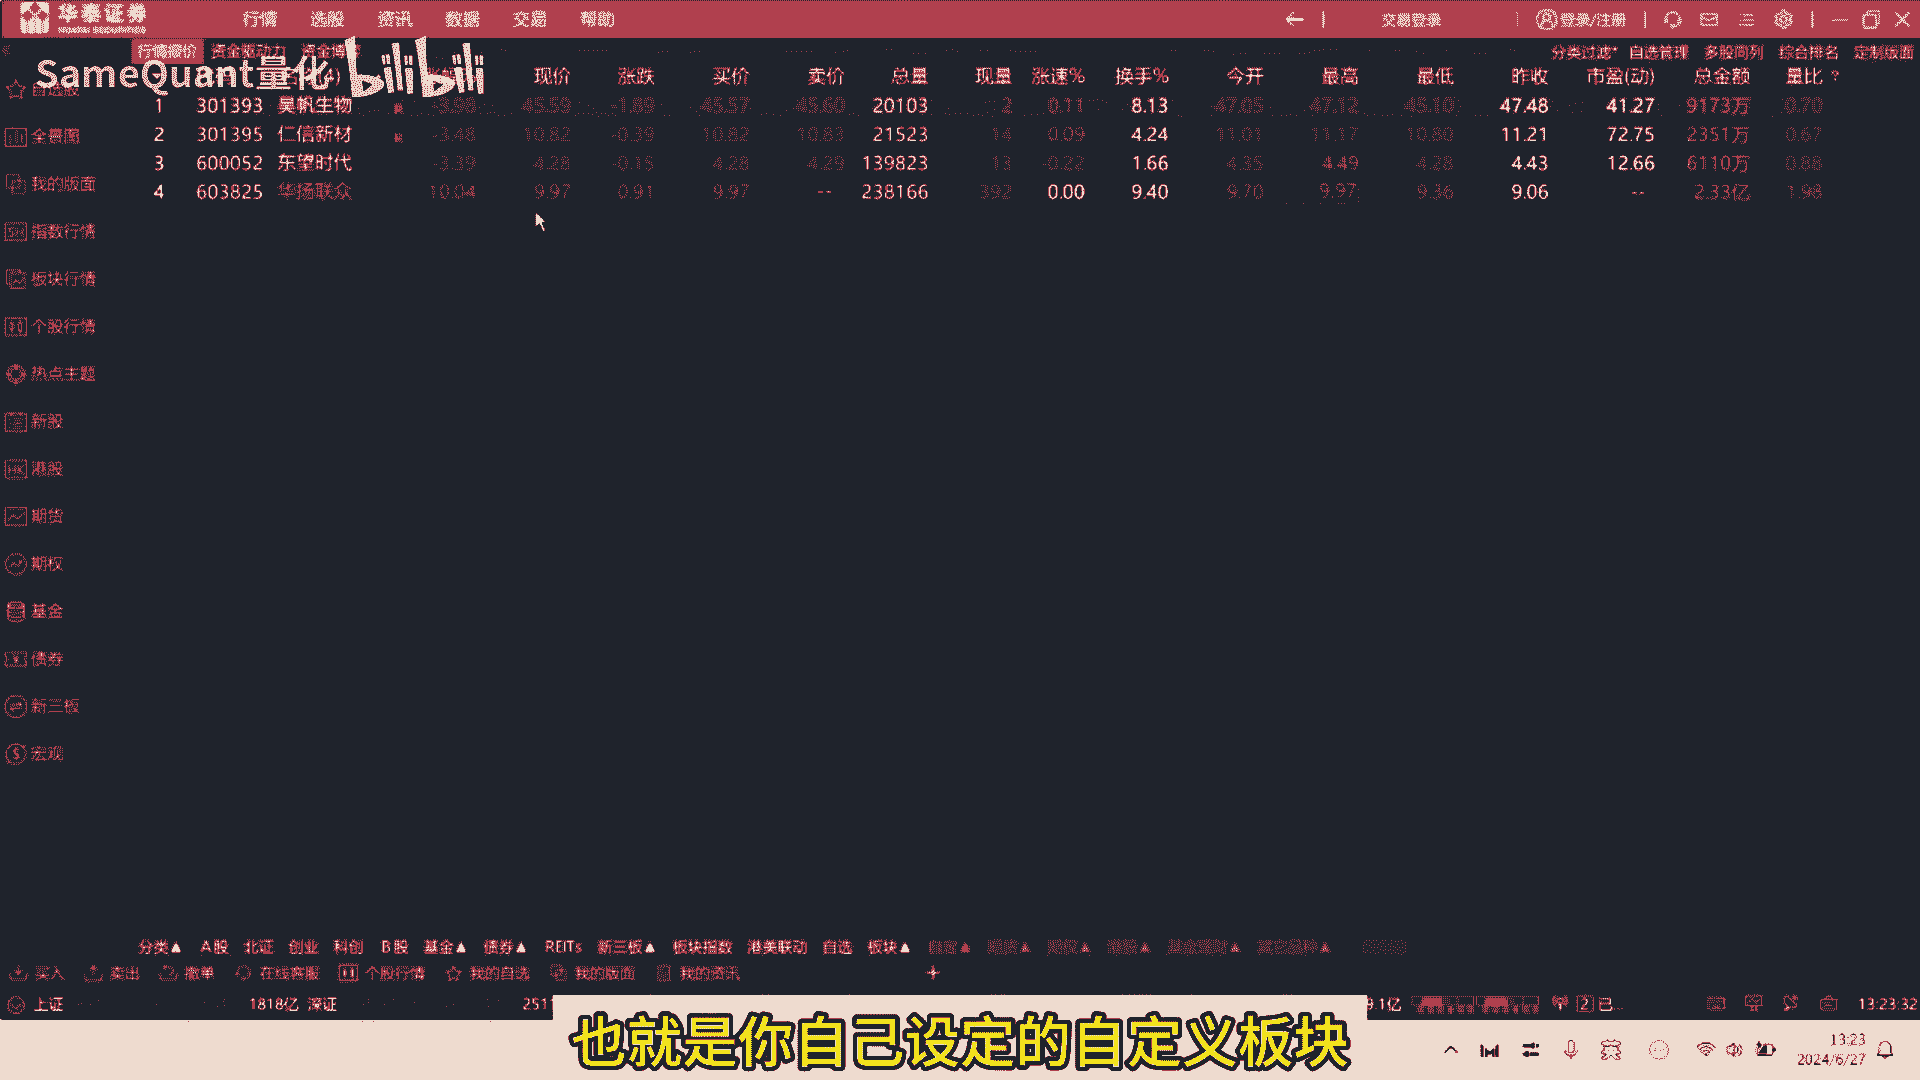 华泰证券 行情 选股 资讯 数据 交易 帮助 交易登录 登录/注册
行情报价 资金驱动力 分类过滤 自选管理 多股同列 综合排名 定制版面
SameQuant量化 bilibili
现价 涨跌 买价 卖价 总量 现量 涨速% 换手% 今开 最高 最低 昨收 市盈(动) 总金额 量比 ?
1 301393 昊帆生物 -3.98 45.59 -1.89 45.57 45.60 20103 2 0.11 8.13 47.05 47.12 45.10 47.48 41.27 9173万 0.70
2 301395 仁信新材 -3.48 10.82 -0.39 10.82 10.83 21523 14 0.09 4.24 11.01 11.17 10.80 11.21 72.75 2351万 0.67
3 600052 东望时代 -3.39 4.28 -0.15 4.28 4.29 139823 13 -0.22 1.66 4.35 4.49 4.28 4.43 12.66 6110万 0.88
4 603825 华扬联众 10.04 9.97 0.91 9.97 -- 238166 392 0.00 9.40 9.70 9.97 9.36 9.06 -- 2.33亿 1.98
自选股
全景图
我的版面
指数行情
板块行情
个股行情
热点主题
新股
港股
期货
期权
基金
债券
新三板
宏观
分类▲ A股 北证 创业 科创 B股 基金▲ 债券▲ REITs 新三板▲ 板块指数 港美联动 自选 板块▲
买入 卖出 撤单 在线客服 个股行情 我的自选 我的版面 我的资讯
上证 1818亿 深证 13:23:32
也就是你自己设定的自定义板块
13:23
2024/6/27